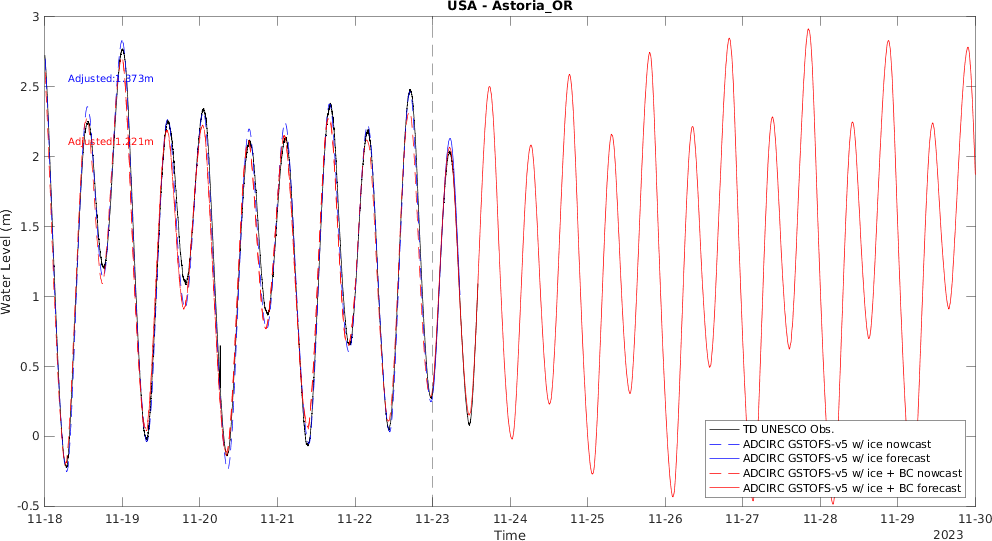 USA - Astoria_OR
3
2.5
2
1.5
1
0.5
0
-0.5
Water Level (m)
Adjusted:1.373m
Adjusted:1.221m
TD UNESCO Obs.
ADCIRC GSTOFS-v5 w/ ice nowcast
ADCIRC GSTOFS-v5 w/ ice forecast
ADCIRC GSTOFS-v5 w/ ice + BC nowcast
ADCIRC GSTOFS-v5 w/ ice + BC forecast
11-18 11-19 11-20 11-21 11-22 11-23 11-24 11-25 11-26 11-27 11-28 11-29 11-30
Time
2023